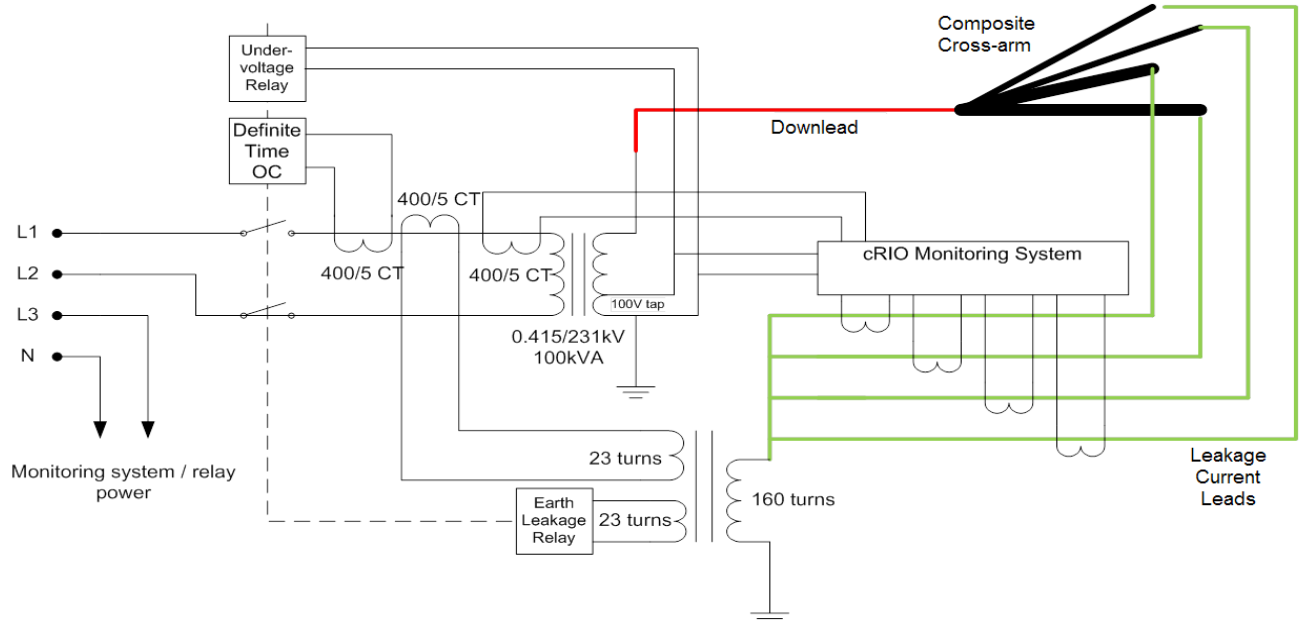 Under-
voltage
Relay
Composite
Cross-arm
Downlead
Definite
Time
OC
400/5 CT
L1
400/5 CT
400/5 CT
cRIO Monitoring System
L2
100V tap
L3
0.415/231kV
100kVA
N
Monitoring system / relay
power
23 turns
Leakage
Current
Leads
160 turns
Earth
Leakage
Relay
23 turns